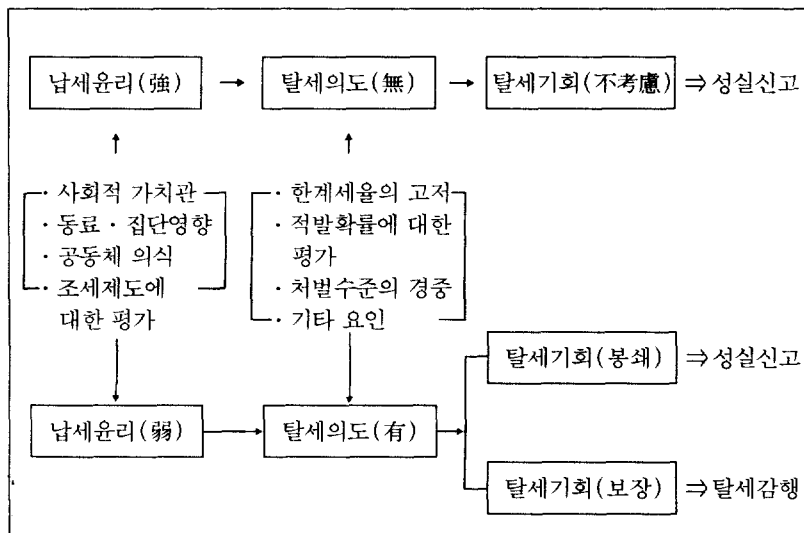 납세윤리(強) → 탈세의도(無) → 탈세기회(不考慮) ⇒ 성실신고
· 사회적 가치관
· 동료 · 집단영향
· 공동체 의식
· 조세제도에
대한 평가
· 한계세율의 고저
· 적발확률에 대한
평가
· 처벌수준의 경중
· 기타 요인
탈세기회(봉쇄) ⇒ 성실신고
납세윤리(弱) → 탈세의도(有)
탈세기회(보장) ⇒ 탈세감행